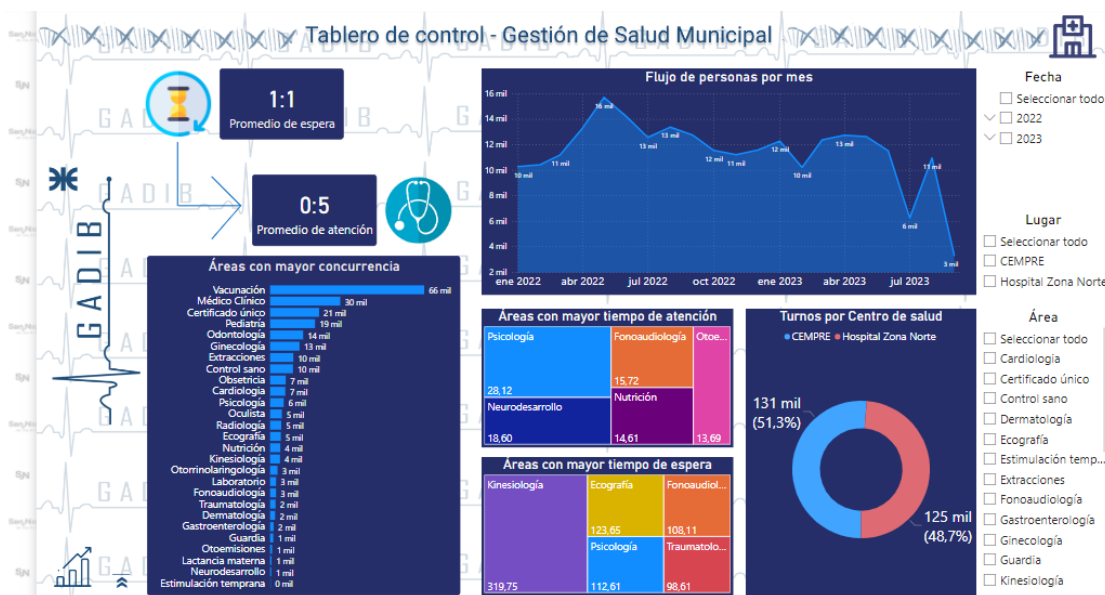 Tablero de control - Gestión de Salud Municipal
1:1
Promedio de espera
0:5
Promedio de atención
GADIB
Flujo de personas por mes
16 mil
14 mil
12 mil
10 mil
8 mil
6 mil
4 mil
2 mil
10 mil
11 mil
16 mil
13 mil
13 mil
12 mil
11 mil
12 mil
10 mil
13 mil
6 mil
11 mil
3 mil
ene 2022
abr 2022
jul 2022
oct 2022
ene 2023
abr 2023
jul 2023
Fecha
Seleccionar todo
2022
2023
Lugar
Seleccionar todo
CEMPRE
Hospital Zona Norte
Área
Seleccionar todo
Cardiologia
Certificado único
Control sano
Dermatología
Ecografía
Estimulación temp...
Extracciones
Fonoaudiología
Gastroenterología
Ginecología
Guardia
Kinesiología
Áreas con mayor concurrencia
Vacunación 66 mil
Médico Clínico 30 mil
Certificado único 21 mil
Pediatría 19 mil
Odontología 14 mil
Ginecología 13 mil
Extracciones 10 mil
Control sano 10 mil
Obsetricia 7 mil
Cardiologia 7 mil
Psicología 6 mil
Oculista 5 mil
Radiología 5 mil
Ecografía 5 mil
Nutrición 4 mil
Kinesiología 4 mil
Otorrinolaringología 3 mil
Laboratorio 3 mil
Fonoaudiología 3 mil
Traumatología 2 mil
Dermatología 2 mil
Gastroenterología 2 mil
Guardia 1 mil
Otoemisiones 1 mil
Lactancia materna 1 mil
Neurodesarrollo 1 mil
Estimulación temprana 0 mil
Áreas con mayor tiempo de atención
Psicología
28,12
Neurodesarrollo
18,60
Fonoaudiología
15,72
Nutrición
14,61
Otoe...
13,69
Áreas con mayor tiempo de espera
Kinesiología
319,75
Ecografía
123,65
Psicología
112,61
Fonoaudiol...
108,11
Traumatolo...
98,61
Turnos por Centro de salud
CEMPRE Hospital Zona Norte
131 mil
(51,3%)
125 mil
(48,7%)